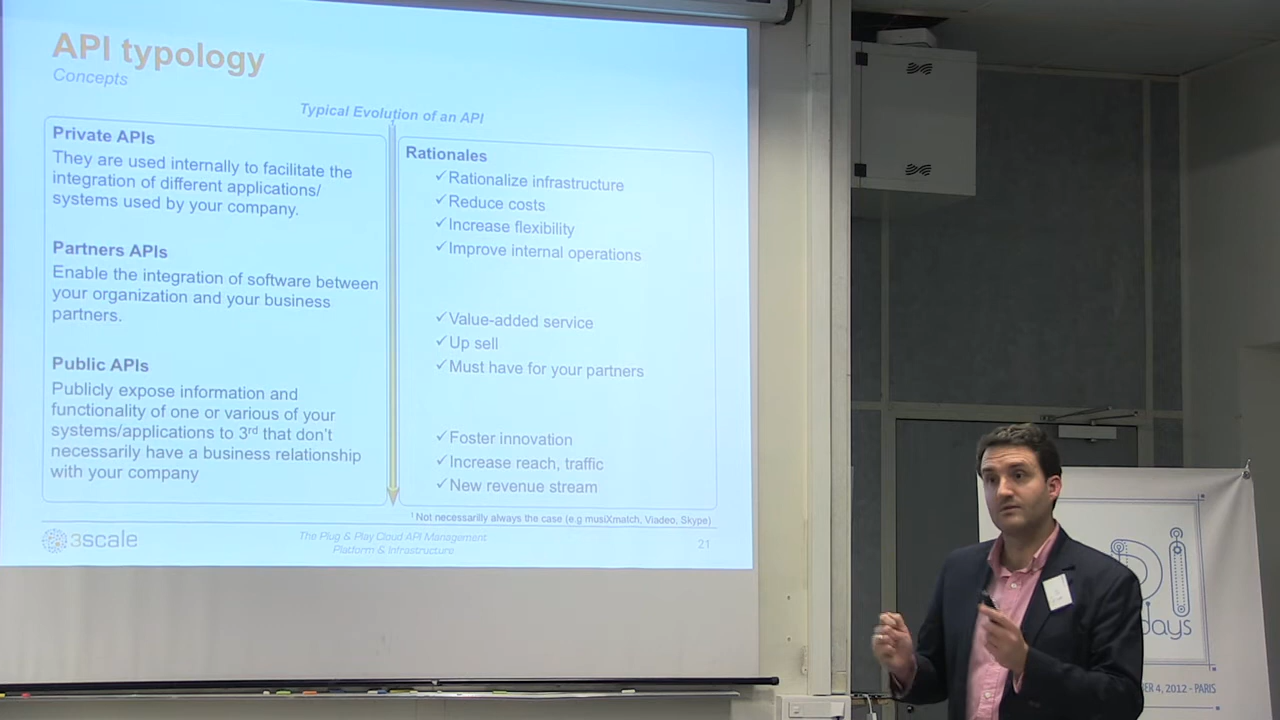 API typology
Concepts
Typical Evolution of an API
Private APIs
They are used internally to facilitate the
integration of different applications/
systems used by your company.
Partners APIs
Enable the integration of software between
your organization and your business
partners.
Public APIs
Publicly expose information and
functionality of one or various of your
systems/applications to 3rd that don't
necessarily have a business relationship
with your company
Rationales
✓Rationalize infrastructure
✓Reduce costs
✓Increase flexibility
✓Improve internal operations
✓Value-added service
✓Up sell
✓Must have for your partners
✓Foster innovation
✓Increase reach, traffic
✓New revenue stream
1 Not necessarilly always the case (e.g musiXmatch, Viadeo, Skype)
3scale
The Plug & Play Cloud API Management
Platform & Infrastructure
21
days
4, 2012 - PARIS